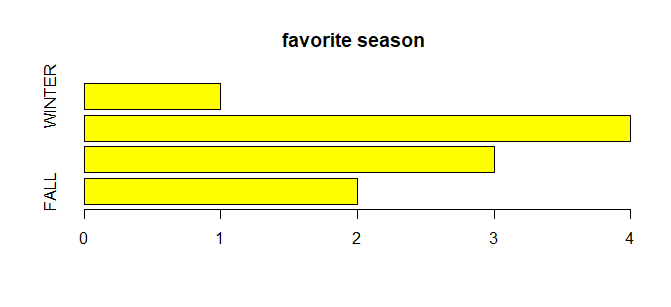 favorite season
WINTER
FALL
0 1 2 3 4